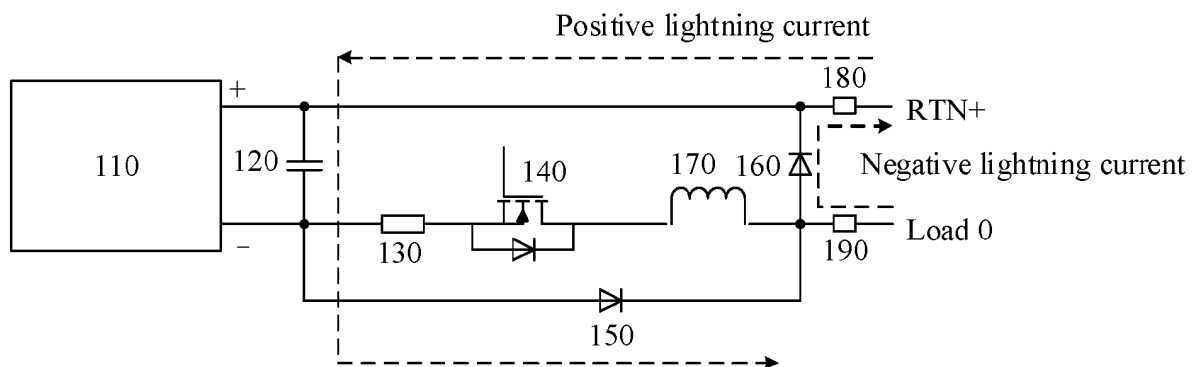 Positive lightning current
180
+
RTN+
110
120
140
170
160
Negative lightning current
−
130
190
Load 0
150